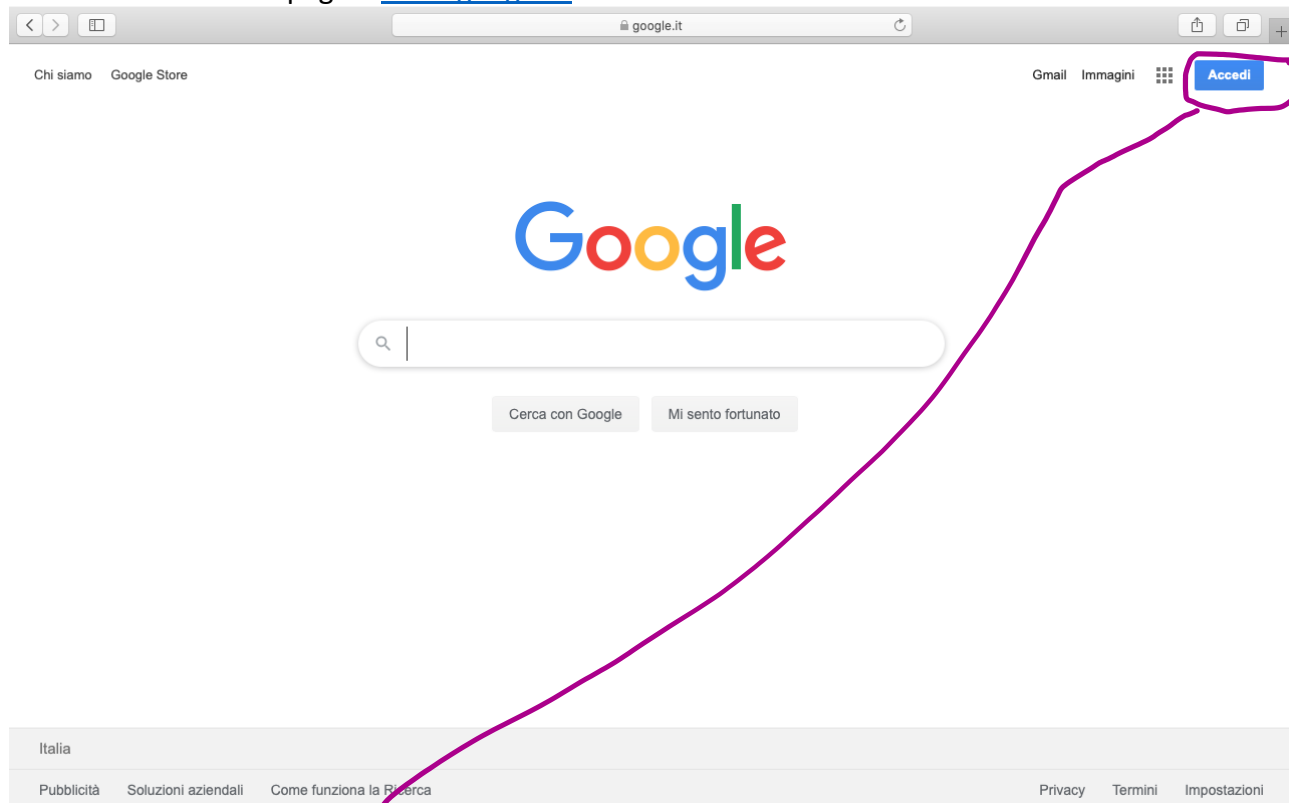 google.it
Chi siamo Google Store Gmail Immagini Accedi
Google
Cerca con Google Mi sento fortunato
Italia
Pubblicità Soluzioni aziendali Come funziona la Ricerca Privacy Termini Impostazioni